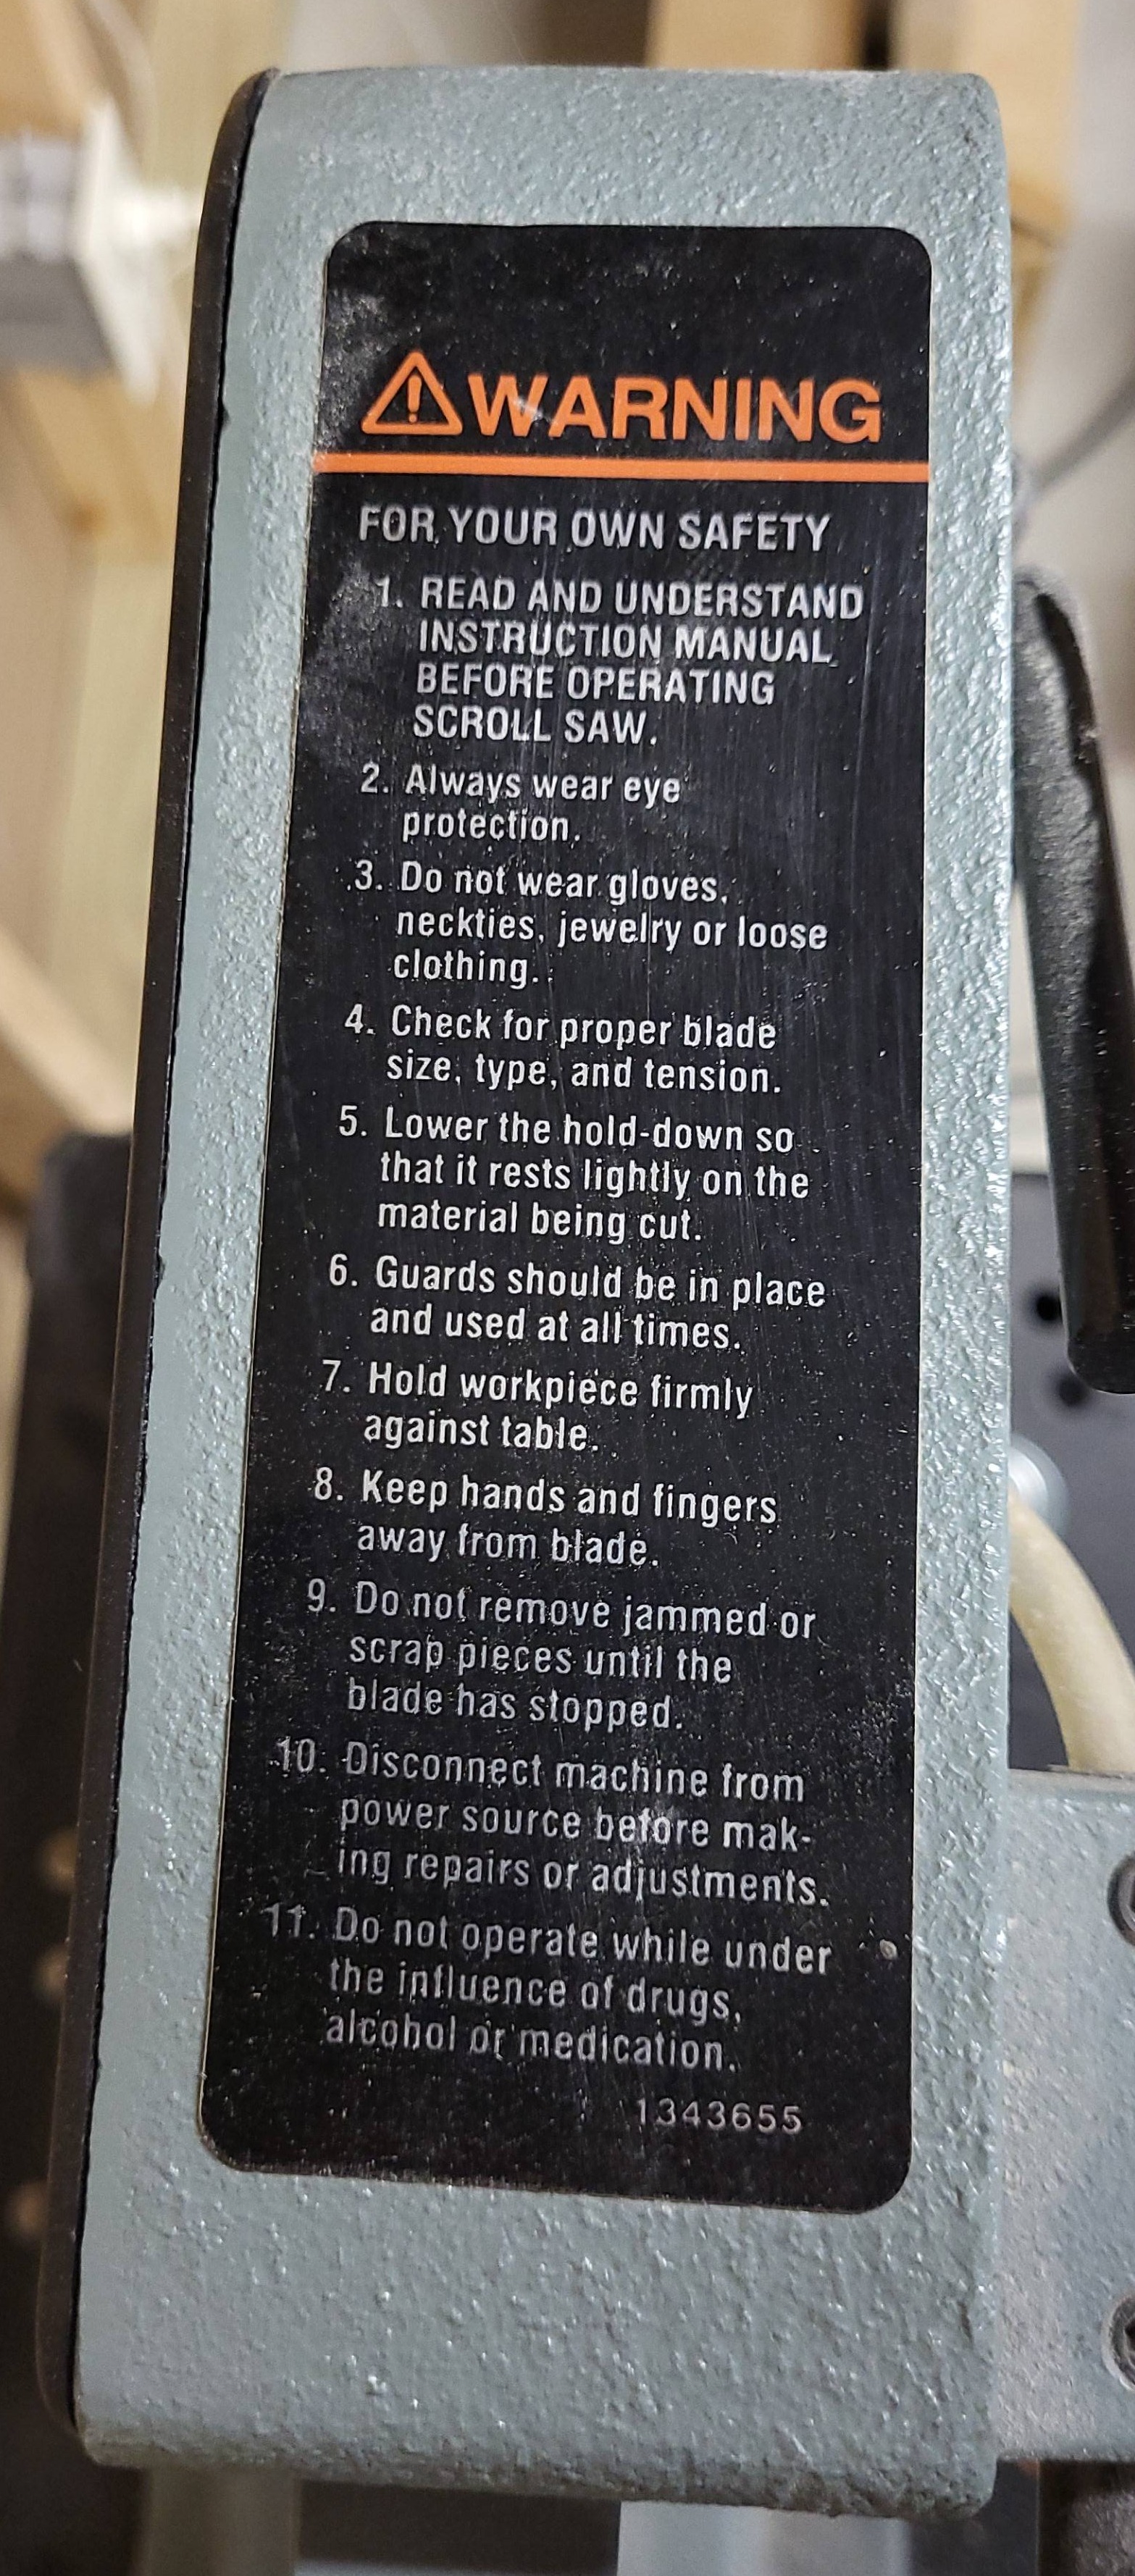 WARNING
FOR YOUR OWN SAFETY
1. READ AND UNDERSTAND
INSTRUCTION MANUAL
BEFORE OPERATING
SCROLL SAW.
2. Always wear eye
protection.
3. Do not wear gloves,
neckties, jewelry or loose
clothing.
4. Check for proper blade
size, type, and tension.
5. Lower the hold-down so
that it rests lightly on the
material being cut.
6. Guards should be in place
and used at all times.
7. Hold workpiece firmly
against table.
8. Keep hands and fingers
away from blade.
9. Do not remove jammed or
scrap pieces until the
blade has stopped.
10. Disconnect machine from
power source before mak-
ing repairs or adjustments.
11. Do not operate while under
the influence of drugs,
alcohol or medication.
1343655